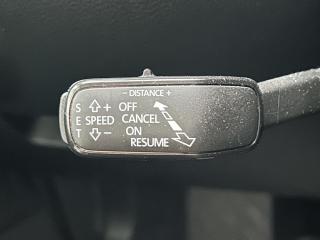 - DISTANCE +
S ⇧+ OFF
E SPEED CANCEL
T ⇩- ON
RESUME